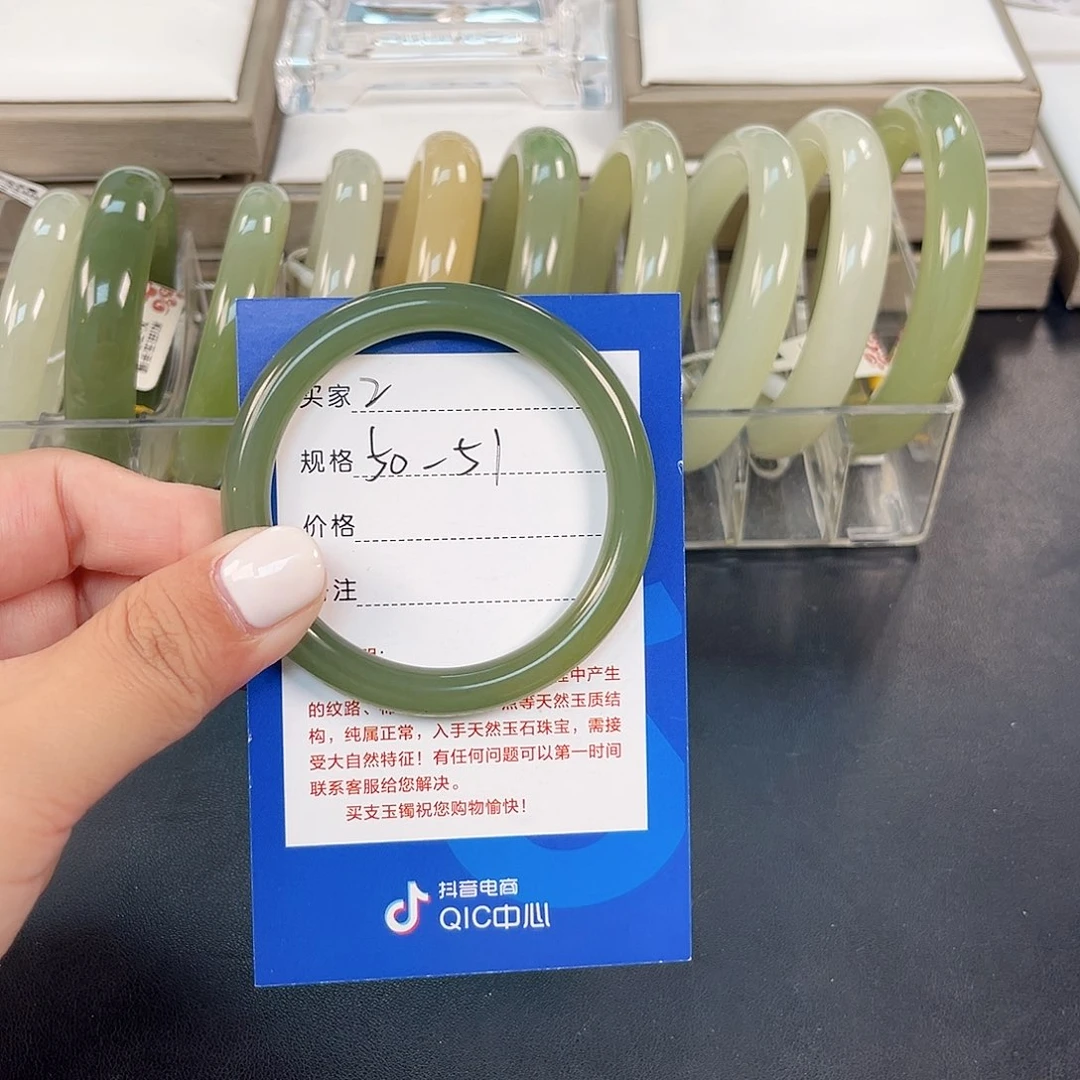 买家 2
规格 50-51
价格
注
中产生
的纹路、 等天然玉质结
构，纯属正常，入手天然玉石珠宝，需接
受大自然特征！有任何问题可以第一时间
联系客服给您解决。
买支玉镯祝您购物愉快！
抖音电商
QIC中心